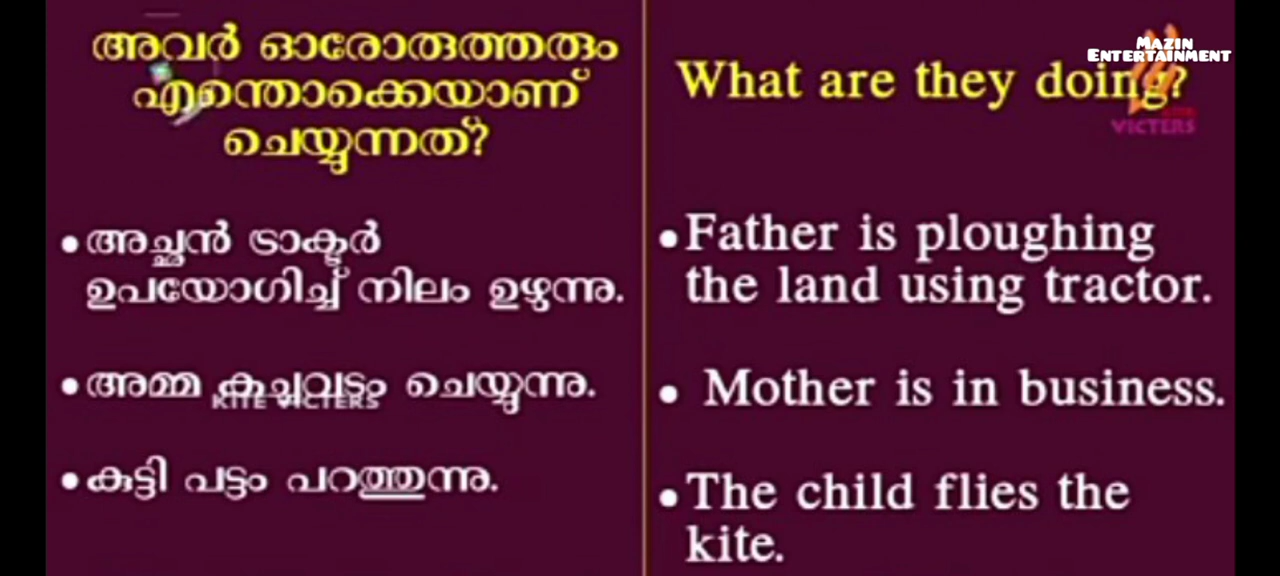 അവർ ഓരോരുത്തരും
എന്തൊക്കെയാണ്
ചെയ്യുന്നത്?
•അച്ഛൻ ട്രാക്ടർ
ഉപയോഗിച്ച് നിലം ഉഴുന്നു.
•അമ്മ കച്ചവടം ചെയ്യുന്നു.
KITE VICTERS
•കുട്ടി പട്ടം പറത്തുന്നു.
What are they doing?
MAZIN
ENTERTAINMENT
VICTERS
•Father is ploughing
the land using tractor.
• Mother is in business.
•The child flies the
kite.